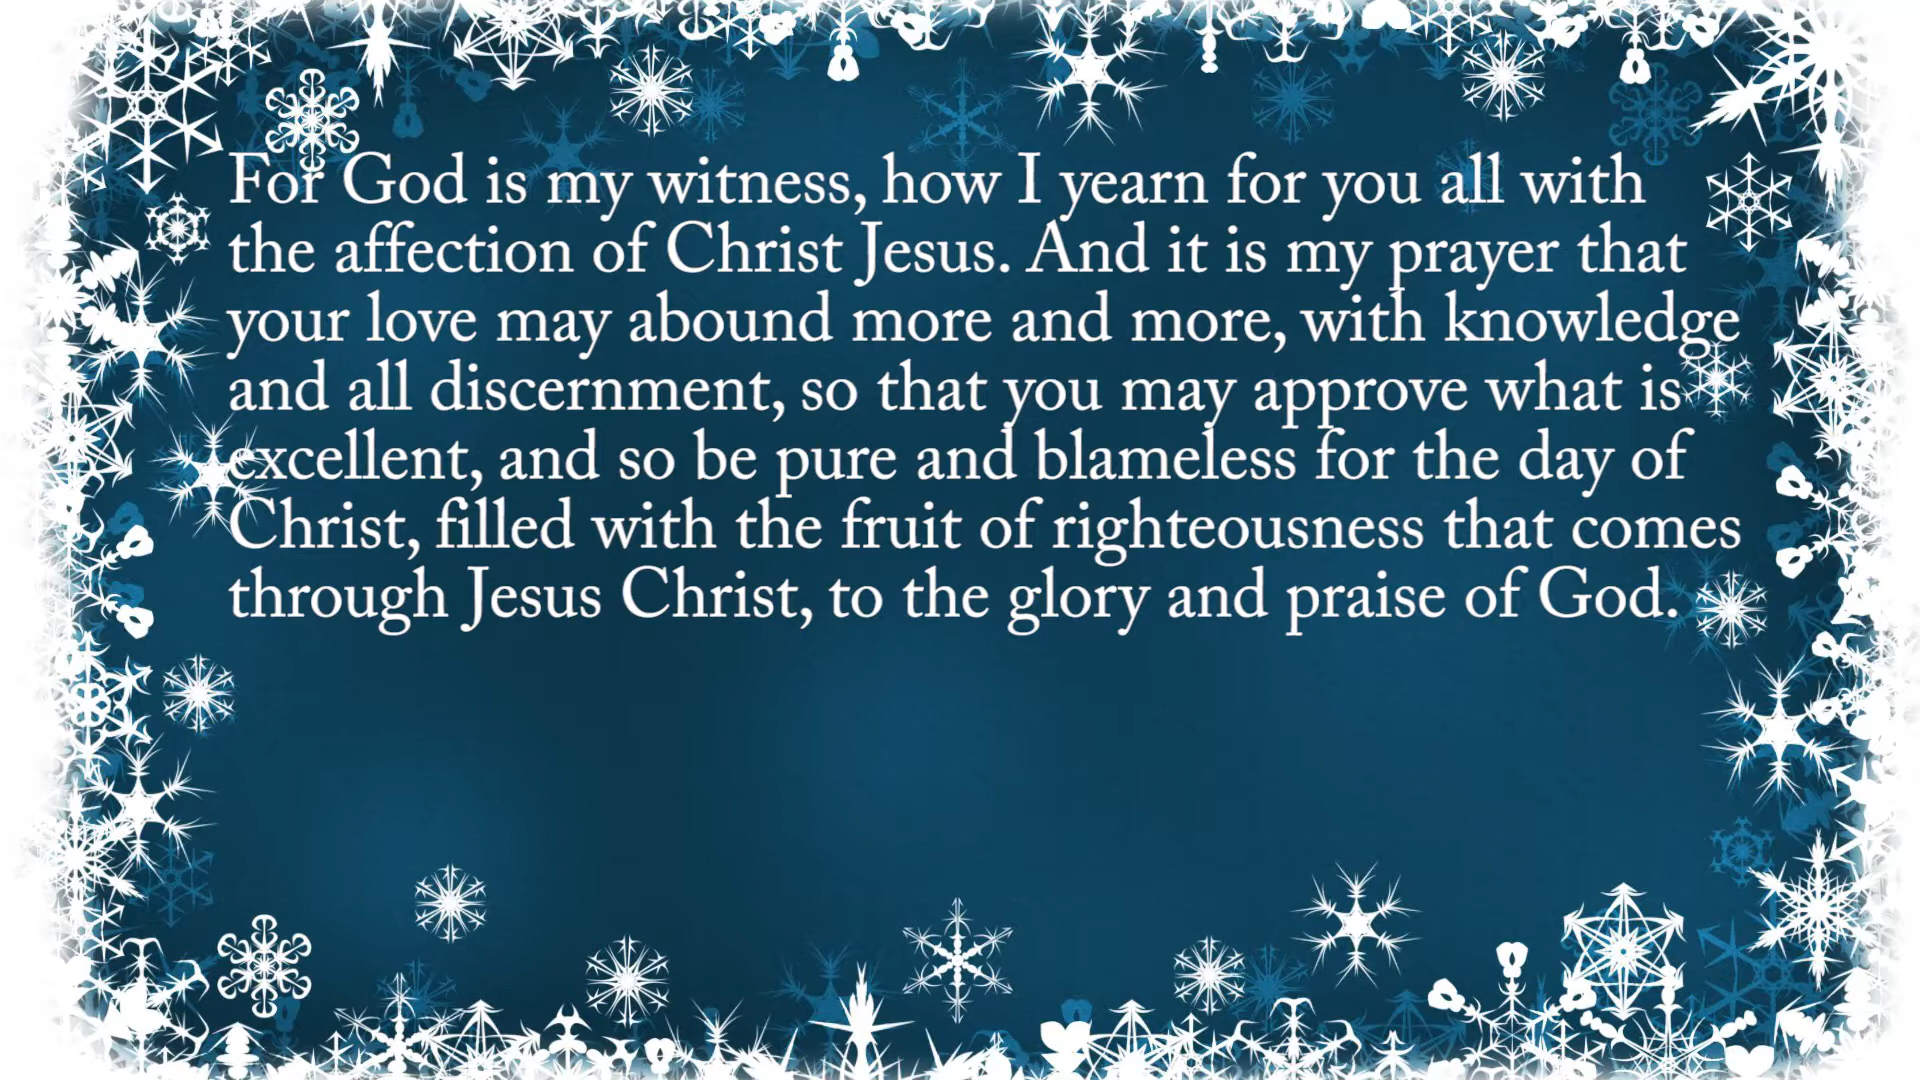 For God is my witness, how I yearn for you all with
the affection of Christ Jesus. And it is my prayer that
your love may abound more and more, with knowledge
and all discernment, so that you may approve what is
excellent, and so be pure and blameless for the day of
Christ, filled with the fruit of righteousness that comes
through Jesus Christ, to the glory and praise of God.